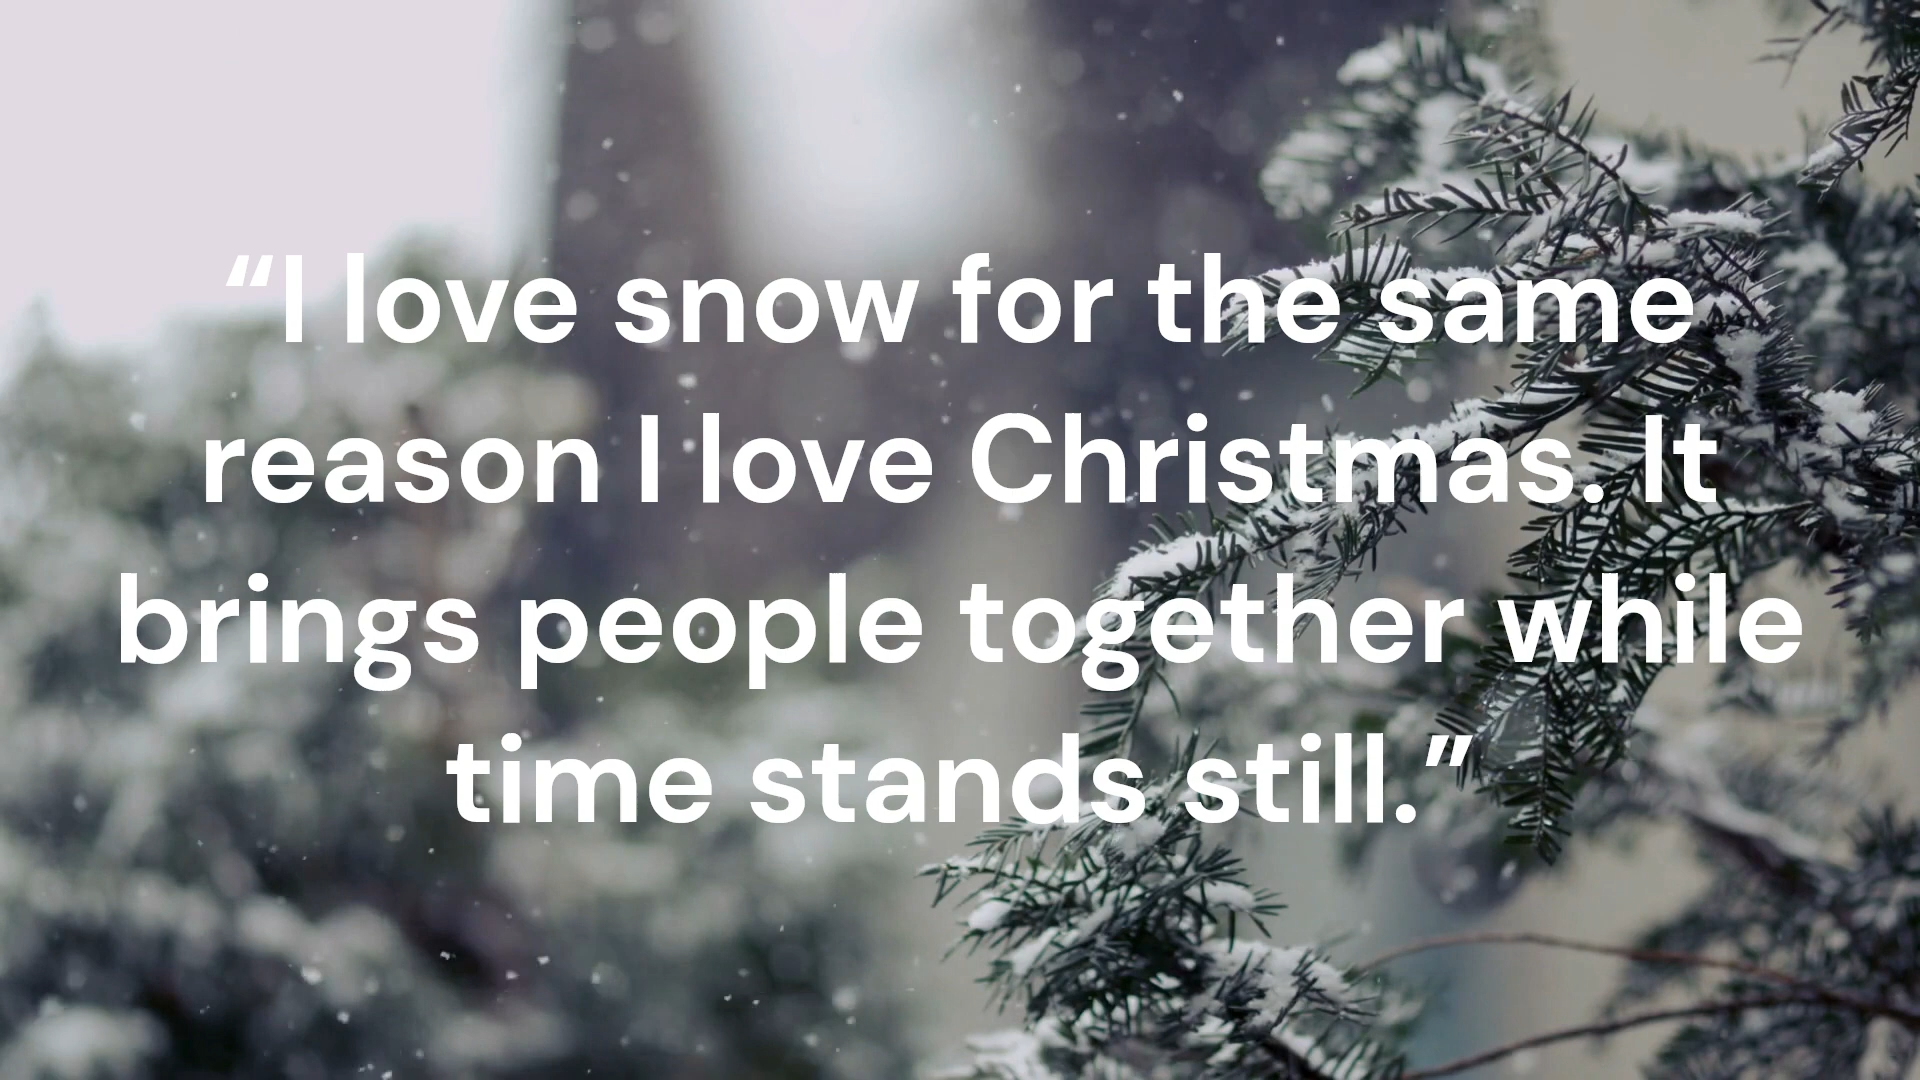 “I love snow for the same
reason I love Christmas. It
brings people together while
time stands still.”